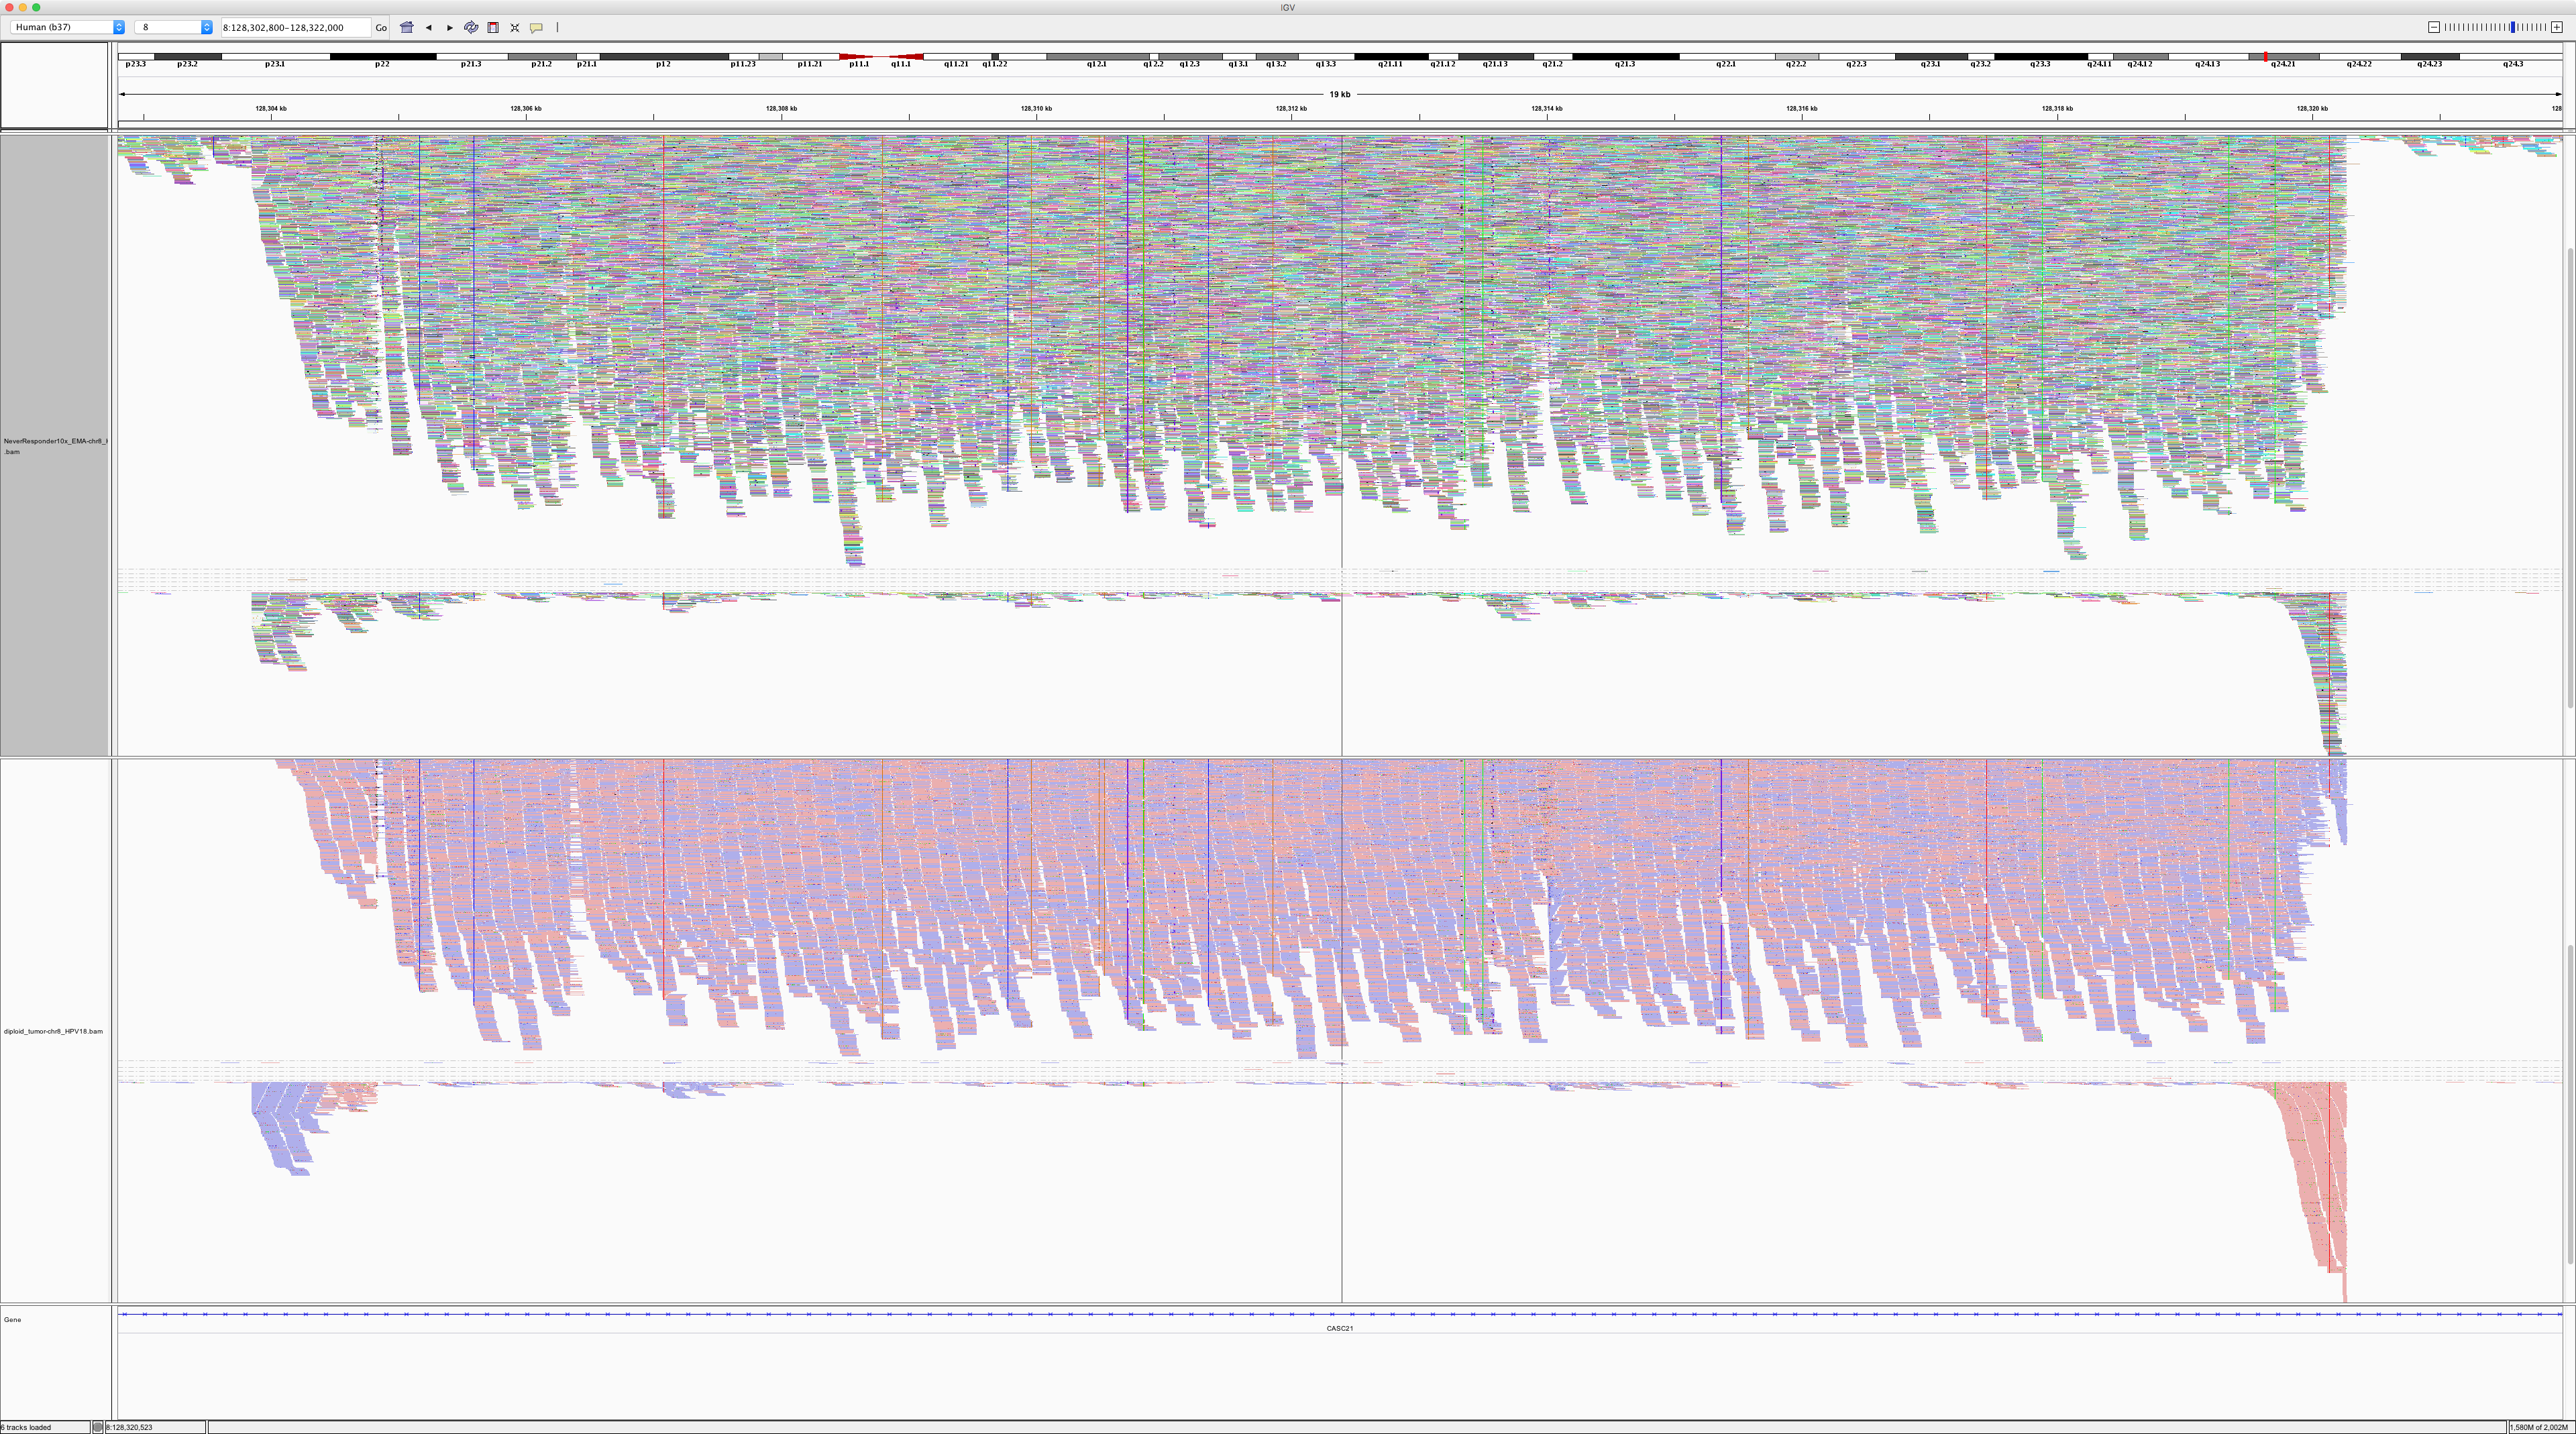 IGV
Human (b37) 8 8:128,302,800-128,322,000 Go
p23.3 p23.2 p23.1 p22 p21.3 p21.2 p21.1 p12 p11.23 p11.21 p11.1 q11.1 q11.21 q11.22 q12.1 q12.2 q12.3 q13.1 q13.2 q13.3 q21.11 q21.12 q21.13 q21.2 q21.3 q22.1 q22.2 q22.3 q23.1 q23.2 q23.3 q24.11 q24.12 q24.13 q24.21 q24.22 q24.23 q24.3
19 kb
128,304 kb 128,306 kb 128,308 kb 128,310 kb 128,312 kb 128,314 kb 128,316 kb 128,318 kb 128,320 kb 128
NeverResponder10x_EMA-chr8_
.bam
diploid_tumor-chr8_HPV18.bam
Gene
CASC21
6 tracks loaded 8:128,320,523 1,580M of 2,002M